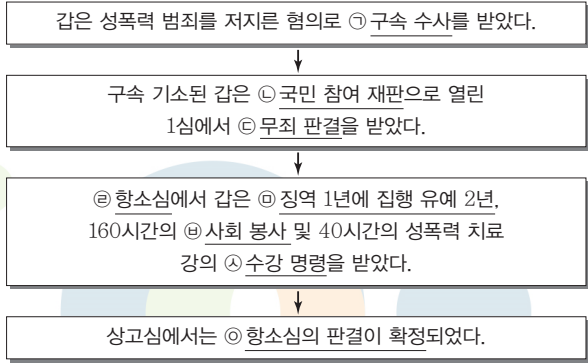 갑은 성폭력 범죄를 저지른 혐의로 ㉠ 구속 수사를 받았다.
구속 기소된 갑은 ㉡ 국민 참여 재판으로 열린
1심에서 ㉢ 무죄 판결을 받았다.
㉣ 항소심에서 갑은 ㉤ 징역 1년에 집행 유예 2년,
160시간의 ㉥ 사회 봉사 및 40시간의 성폭력 치료
강의 ㉦ 수강 명령을 받았다.
상고심에서는 ㉧ 항소심의 판결이 확정되었다.